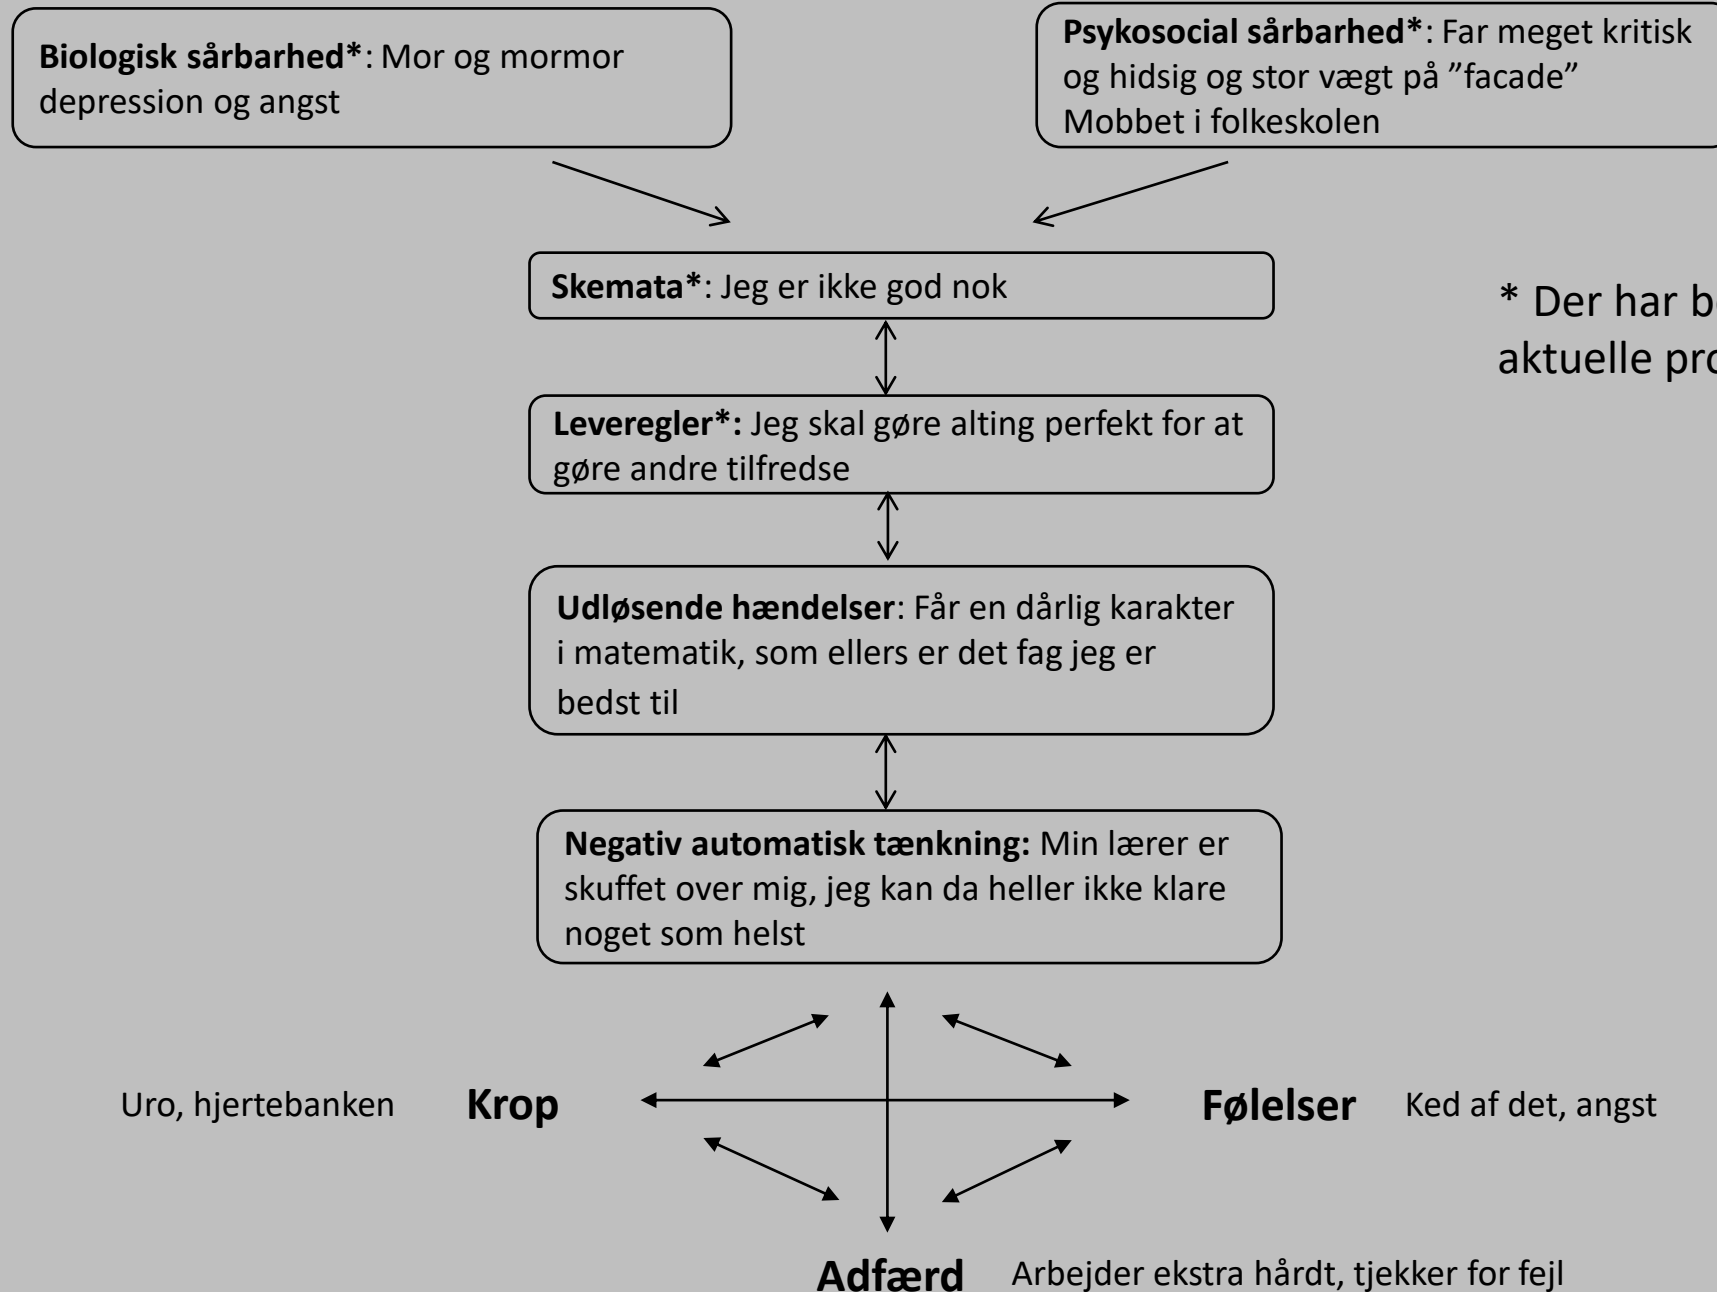 Biologisk sårbarhed*: Mor og mormor
depression og angst
Psykosocial sårbarhed*: Far meget kritisk
og hidsig og stor vægt på ”facade”
Mobbet i folkeskolen
Skemata*: Jeg er ikke god nok
* Der har
aktuelle
Leveregler*: Jeg skal gøre alting perfekt for at
gøre andre tilfredse
Udløsende hændelser: Får en dårlig karakter
i matematik, som ellers er det fag jeg er
bedst til
Negativ automatisk tænkning: Min lærer er
skuffet over mig, jeg kan da heller ikke klare
noget som helst
Uro, hjertebanken Krop Følelser Ked af det, angst
Adfærd Arbejder ekstra hårdt, tjekker for fejl